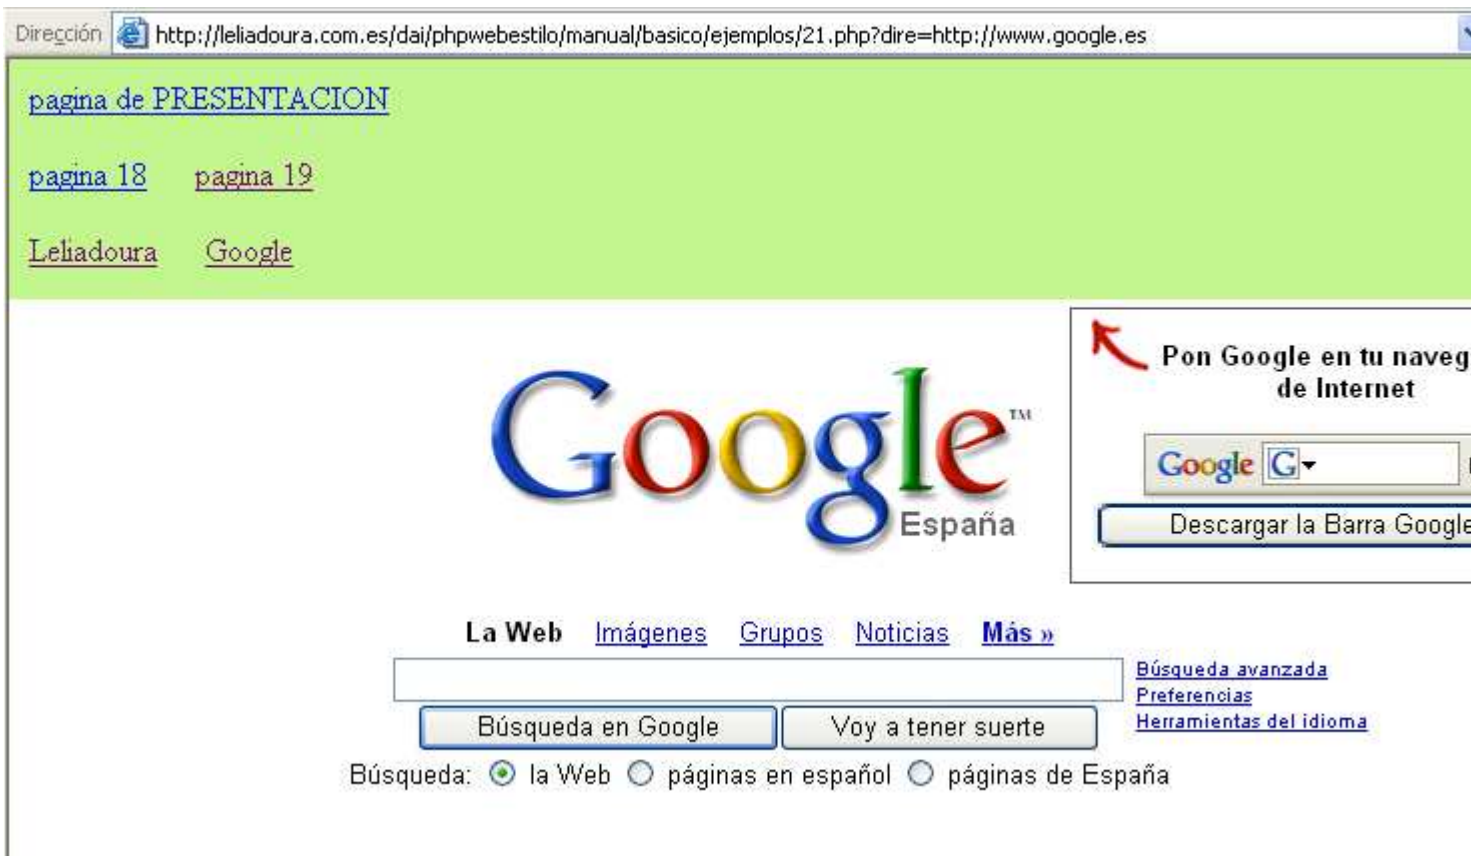 Dirección http://leliadoura.com.es/dai/phpwebestilo/manual/basico/ejemplos/21.php?dire=http://www.google.es
pagina de PRESENTACION
pagina 18 pagina 19
Leliadoura Google
Google™
España
Pon Google en tu naveg
de Internet
Google G
Descargar la Barra Google
La Web Imágenes Grupos Noticias Más »
Búsqueda avanzada
Preferencias
Herramientas del idioma
Búsqueda en Google Voy a tener suerte
Búsqueda: la Web páginas en español páginas de España